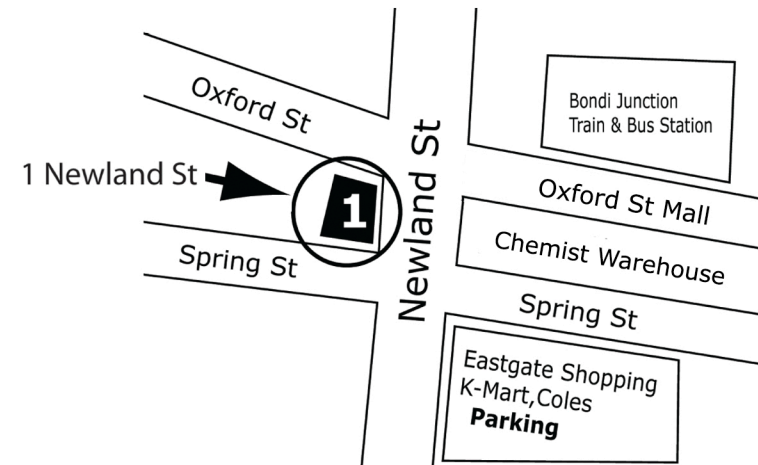 Oxford St
Bondi Junction
Train & Bus Station
1 Newland St
1
Newland St
Oxford St Mall
Chemist Warehouse
Spring St
Spring St
Eastgate Shopping
K-Mart,Coles
Parking